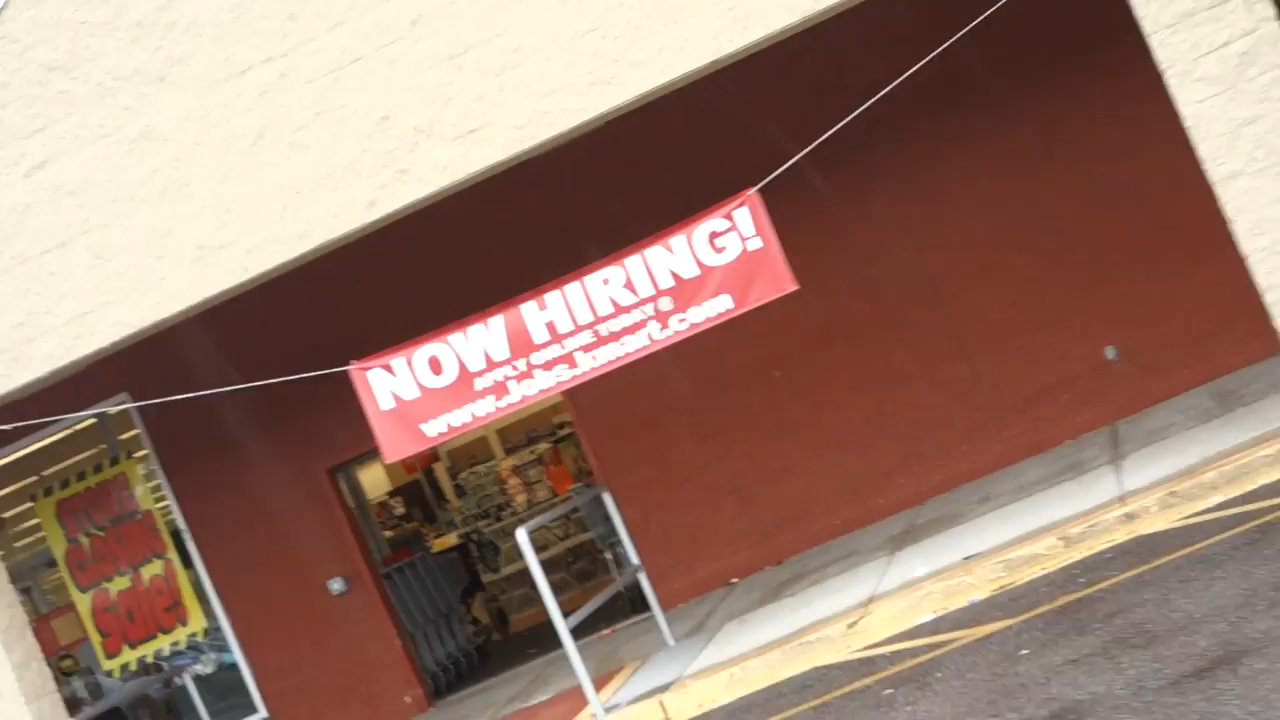 NOW HIRING!
APPLY ONLINE TODAY @
www.Jobs.kmart.com
STORE
CLOSING
Sale!